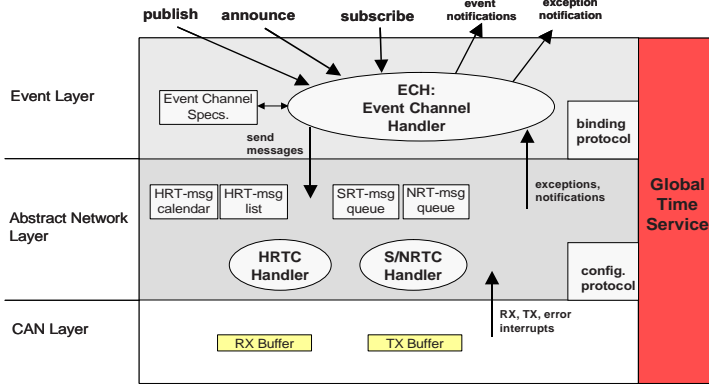 publish announce subscribe
event
notifications
exception
notification
Event Layer
Event Channel
Specs.
ECH:
Event Channel
Handler
send
messages
binding
protocol
exceptions,
notifications
Global
Time
Service
Abstract Network
Layer
HRT-msg
calendar
HRT-msg
list
SRT-msg
queue
NRT-msg
queue
HRTC
Handler
S/NRTC
Handler
config.
protocol
CAN Layer
RX, TX, error
interrupts
RX Buffer
TX Buffer